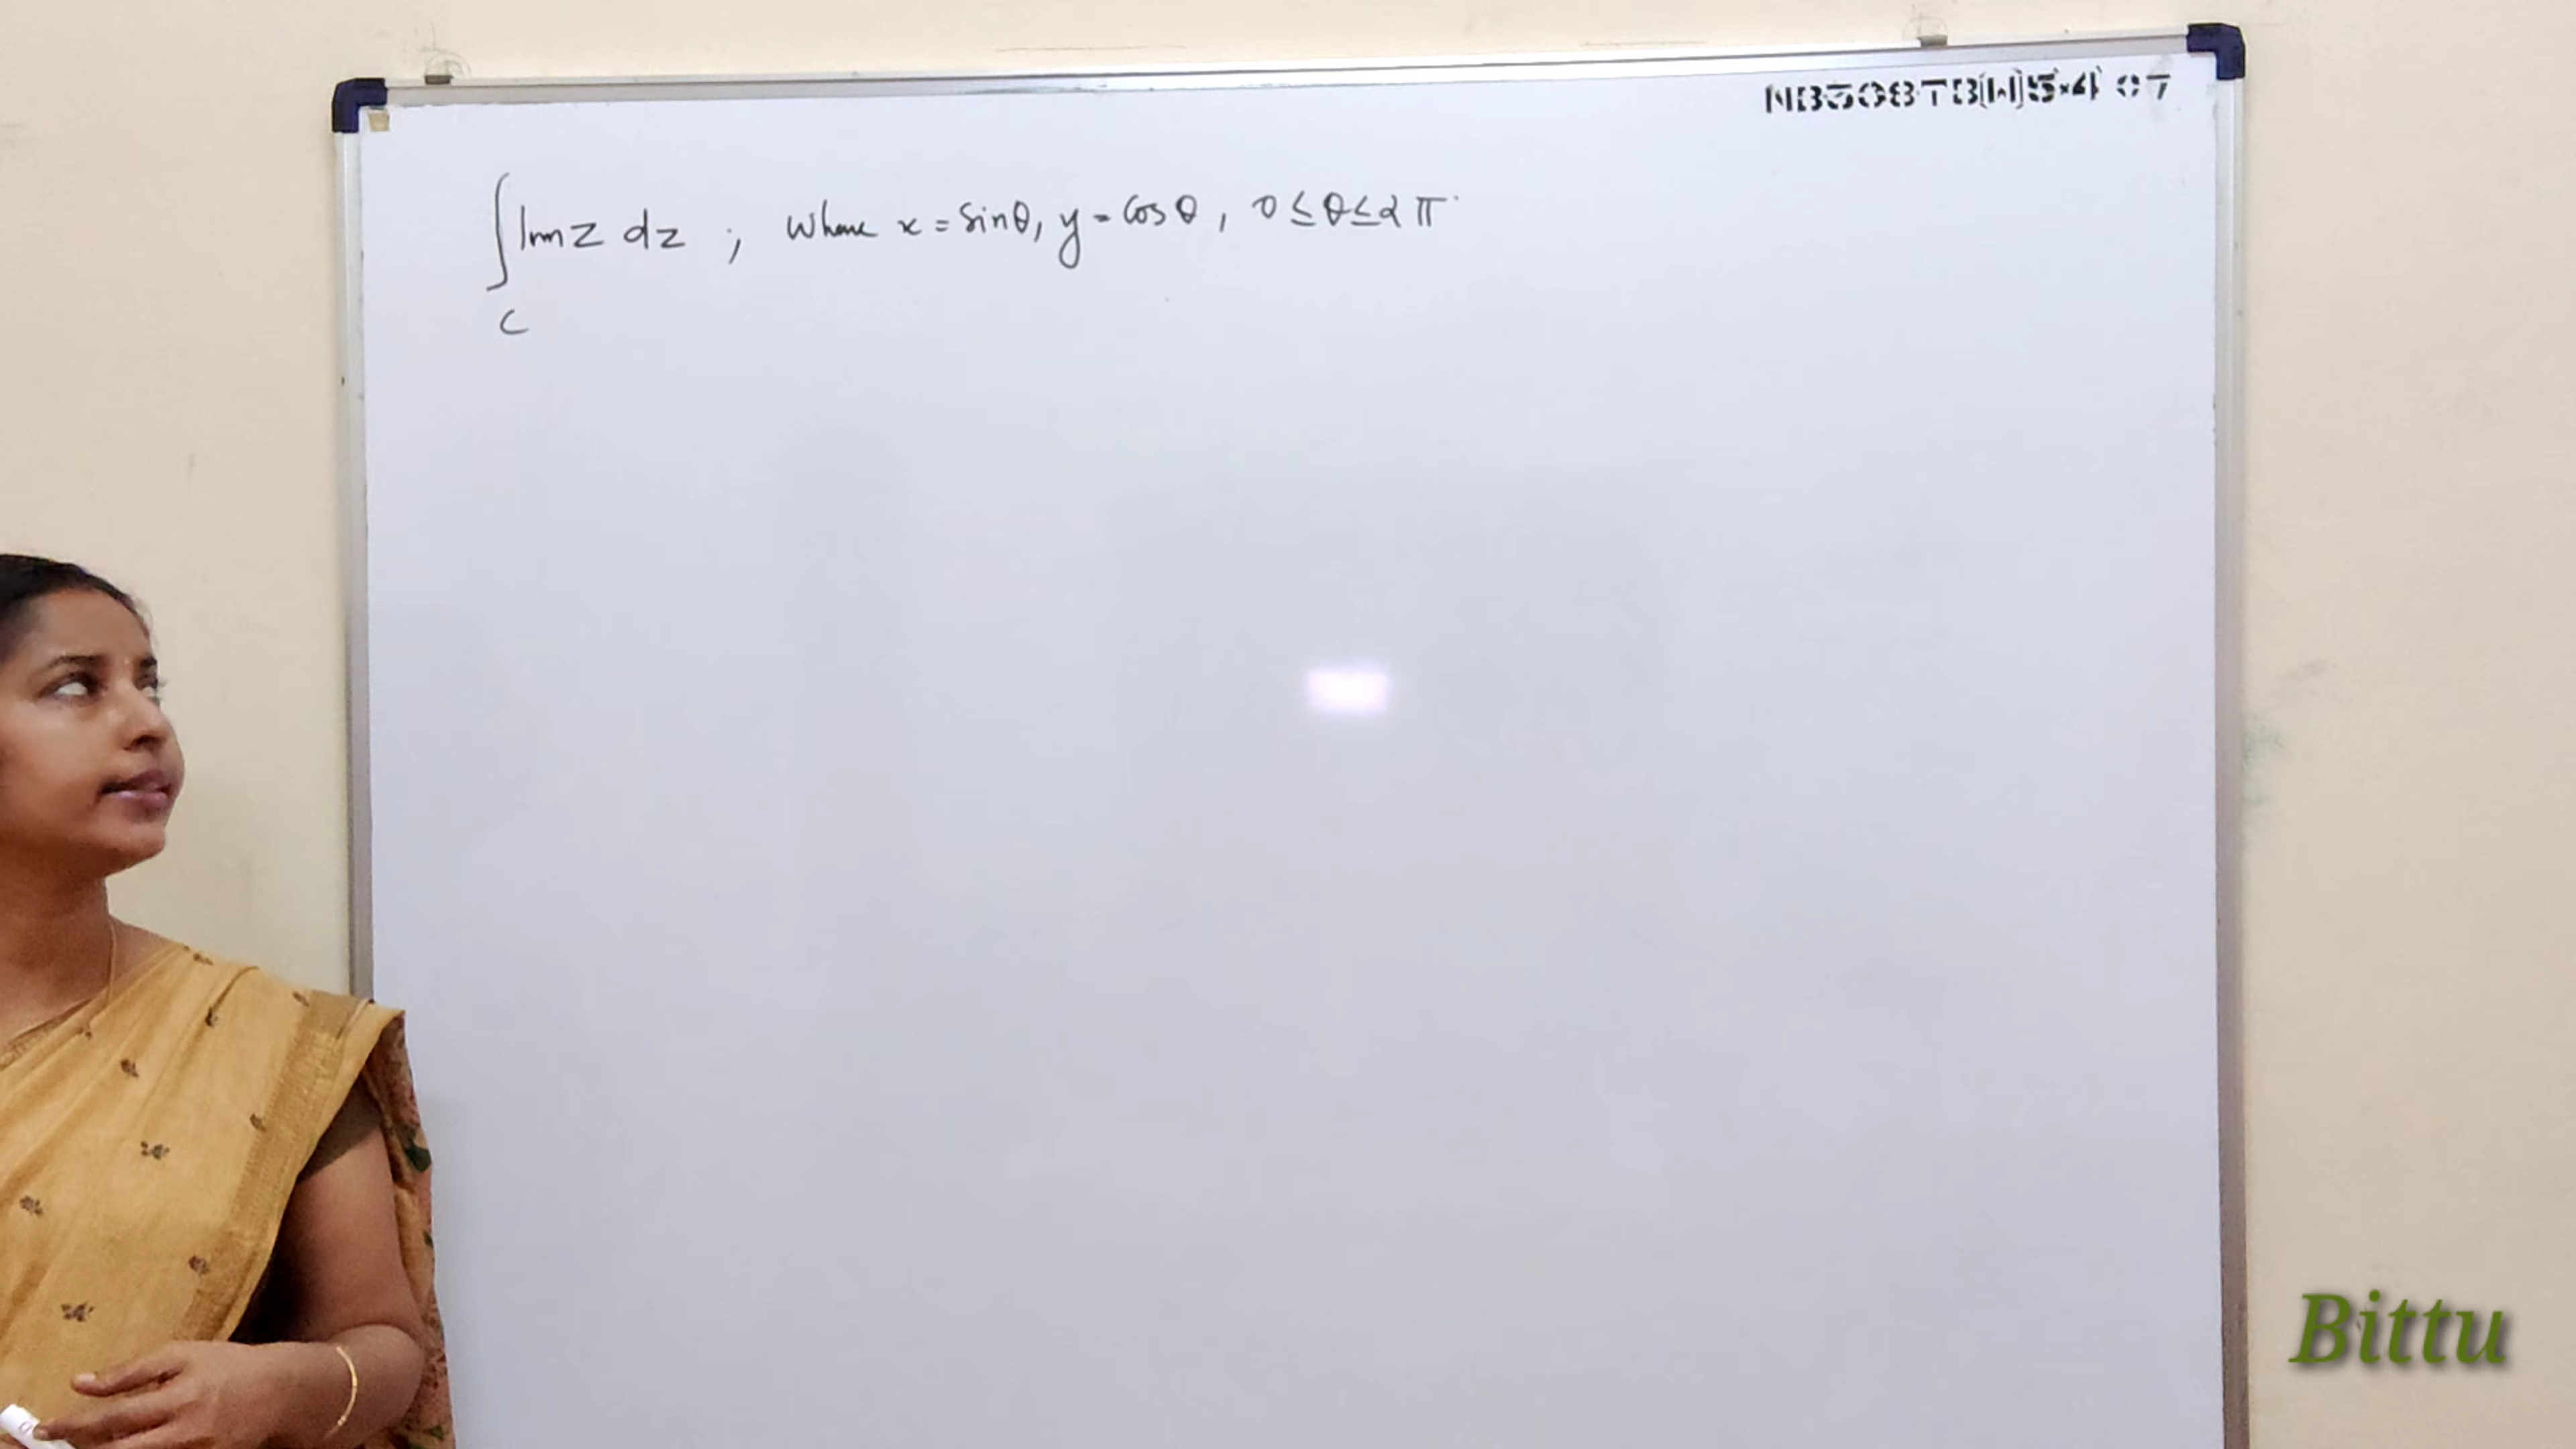 ∫ Im z dz ; where x = sinθ, y = cosθ, 0 ≤ θ ≤ 2π
C
Bittu